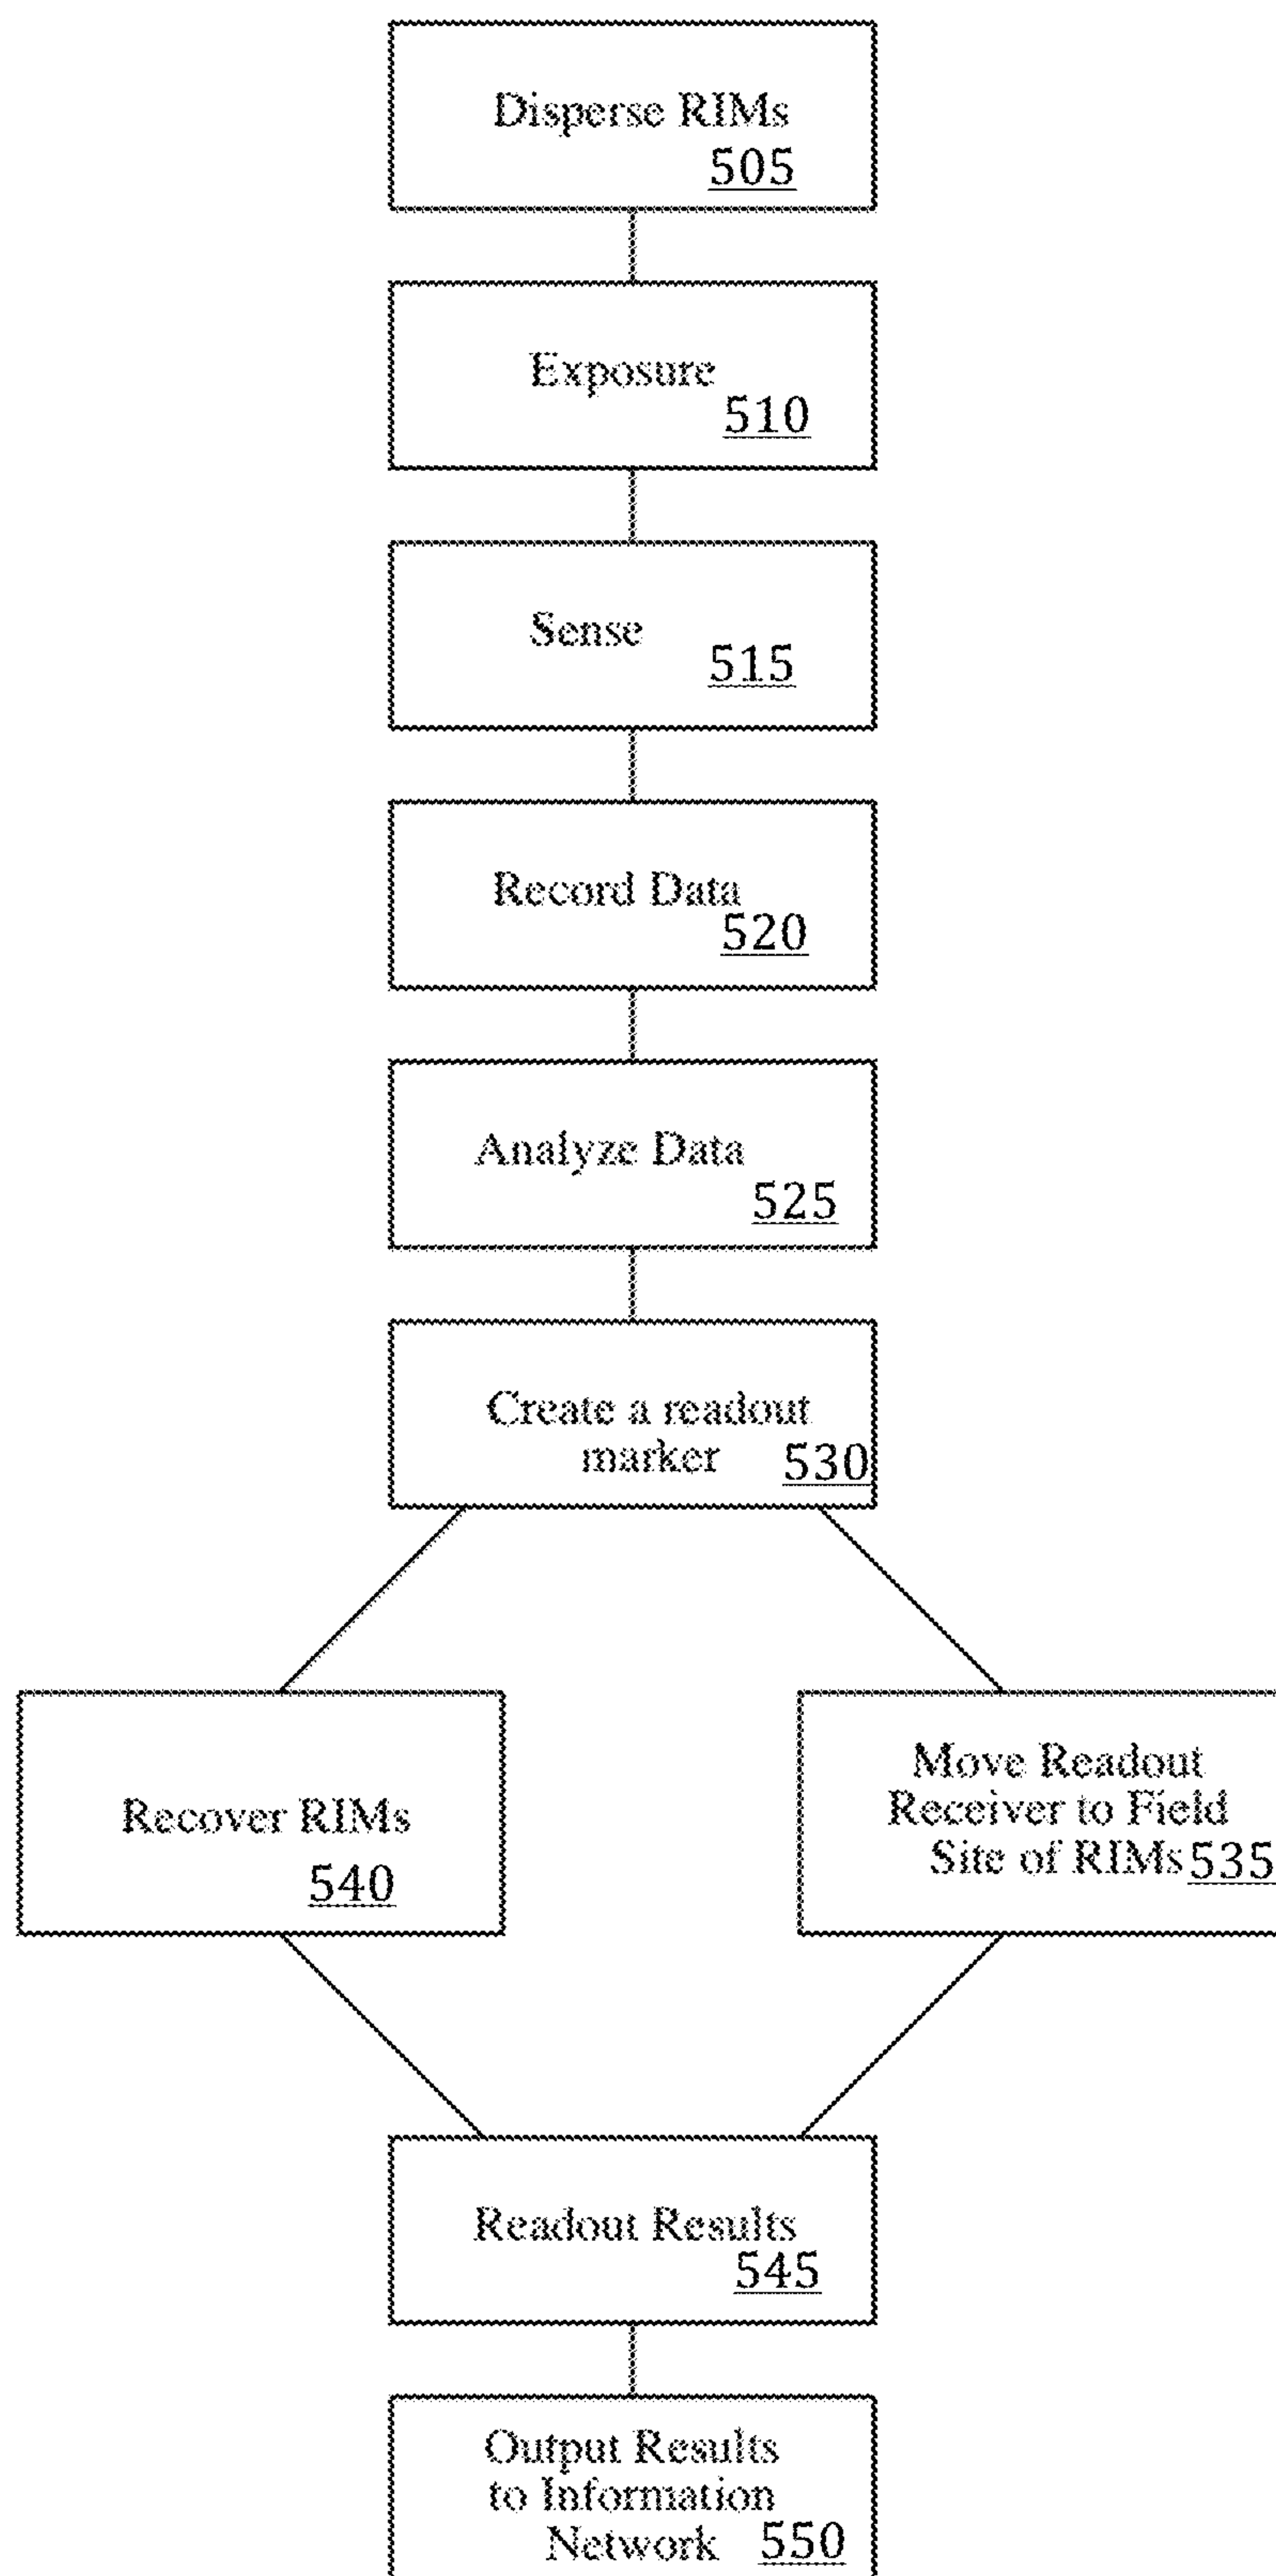 Disperse RIMs
505
Exposure
510
Sense
515
Record Data
520
Analyze Data
525
Create a readout
marker 530
Recover RIMs
540
Move Readout
Receiver to Field
Site of RIMs 535
Readout Results
545
Output Results
to Information
Network 550